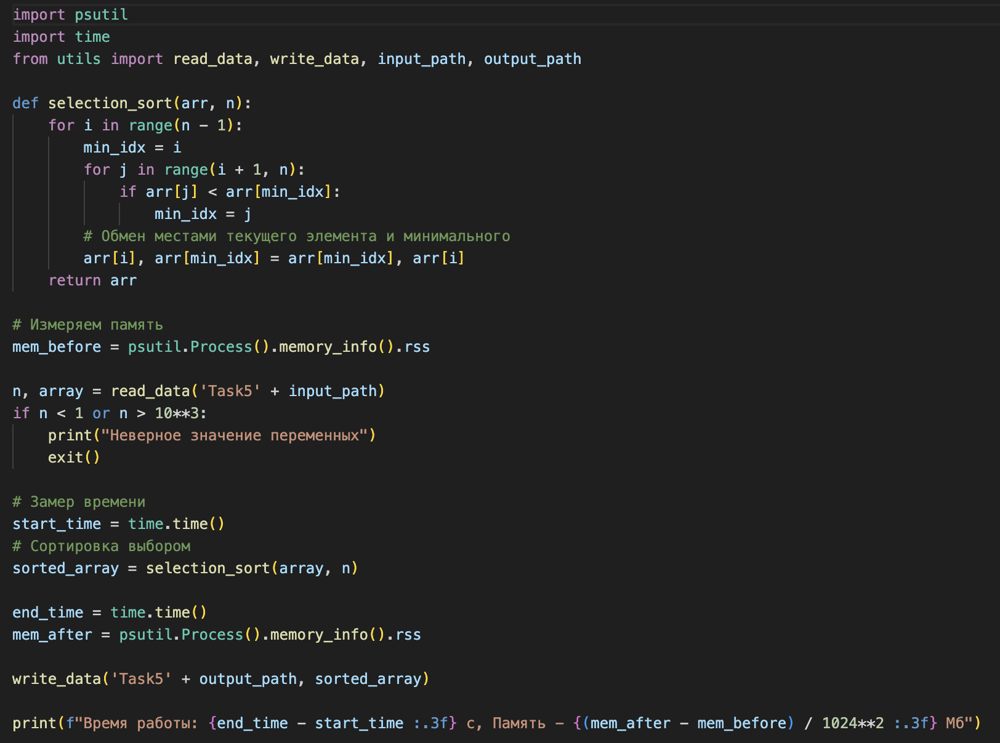 import psutil
import time
from utils import read_data, write_data, input_path, output_path
def selection_sort(arr, n):
    for i in range(n - 1):
        min_idx = i
        for j in range(i + 1, n):
            if arr[j] < arr[min_idx]:
                min_idx = j
        # Обмен местами текущего элемента и минимального
        arr[i], arr[min_idx] = arr[min_idx], arr[i]
    return arr
# Измеряем память
mem_before = psutil.Process().memory_info().rss
n, array = read_data('Task5' + input_path)
if n < 1 or n > 10**3:
    print("Неверное значение переменных")
    exit()
# Замер времени
start_time = time.time()
# Сортировка выбором
sorted_array = selection_sort(array, n)
end_time = time.time()
mem_after = psutil.Process().memory_info().rss
write_data('Task5' + output_path, sorted_array)
print(f"Время работы: {end_time - start_time :.3f} с, Память - {(mem_after - mem_before) / 1024**2 :.3f} Мб")